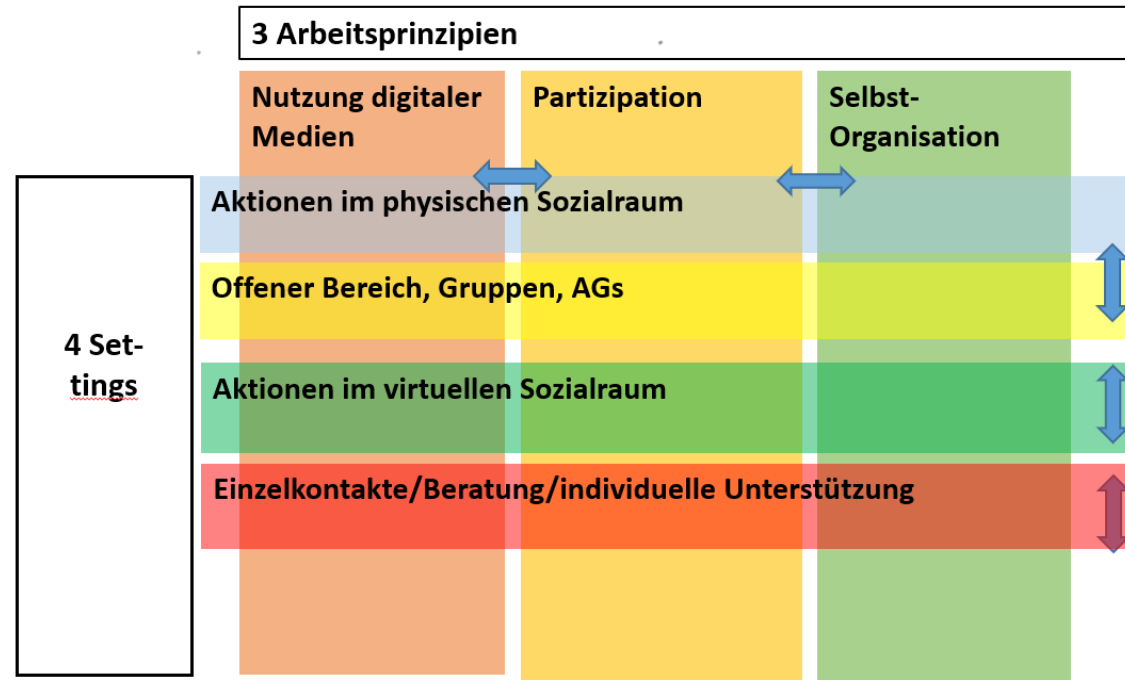 3 Arbeitsprinzipien
Nutzung digitaler
Medien
Partizipation
Selbst-
Organisation
4 Set-
tings
Aktionen im physischen Sozialraum
Offener Bereich, Gruppen, AGs
Aktionen im virtuellen Sozialraum
Einzelkontakte/Beratung/individuelle Unterstützung